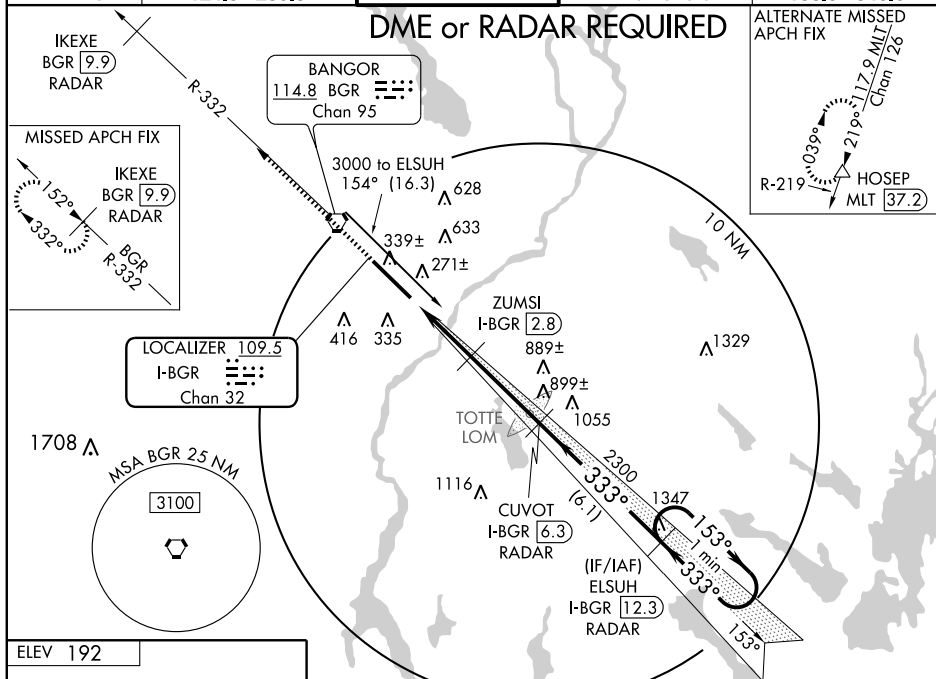 DME or RADAR REQUIRED
IKEXE
BGR 9.9
RADAR
R-332
BANGOR
114.8 BGR
Chan 95
ALTERNATE MISSED
APCH FIX
117.9 MLT
Chan 126
039°
219°
R-219
HOSEP
MLT 37.2
MISSED APCH FIX
IKEXE
BGR 9.9
RADAR
152°
332°
BGR
R-332
3000 to ELSUH
154° (16.3)
628
633
339±
271±
10 NM
416
335
ZUMSI
I-BGR 2.8
889±
899±
1055
1329
LOCALIZER 109.5
I-BGR
Chan 32
TOTTE
LOM
1708
MSA BGR 25 NM
3100
1116
CUVOT
I-BGR 6.3
RADAR
2300
333°
(6.1)
1347
153°
1 min
333°
(IF/IAF)
ELSUH
I-BGR 12.3
RADAR
153°
ELEV 192